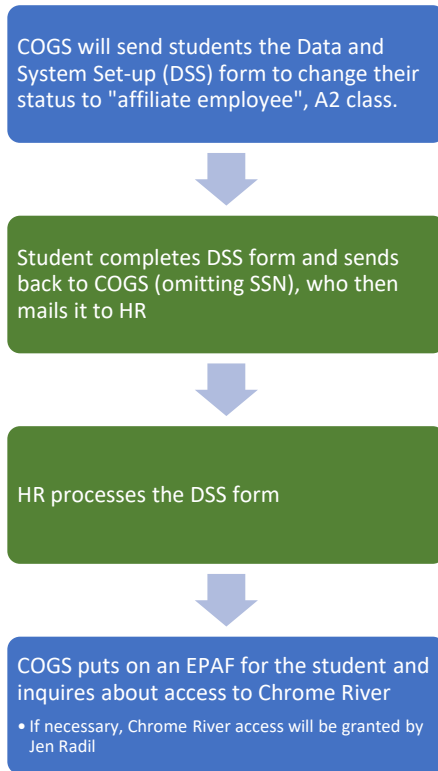 COGS will send students the Data and
System Set-up (DSS) form to change their
status to "affiliate employee", A2 class.
Student completes DSS form and sends
back to COGS (omitting SSN), who then
mails it to HR
HR processes the DSS form
COGS puts on an EPAF for the student and
inquires about access to Chrome River
• If necessary, Chrome River access will be granted by
Jen Radil